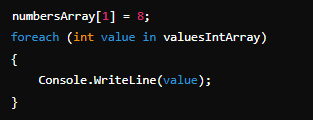 numbersArray[1] = 8;
foreach (int value in valuesIntArray)
{
    Console.WriteLine(value);
}